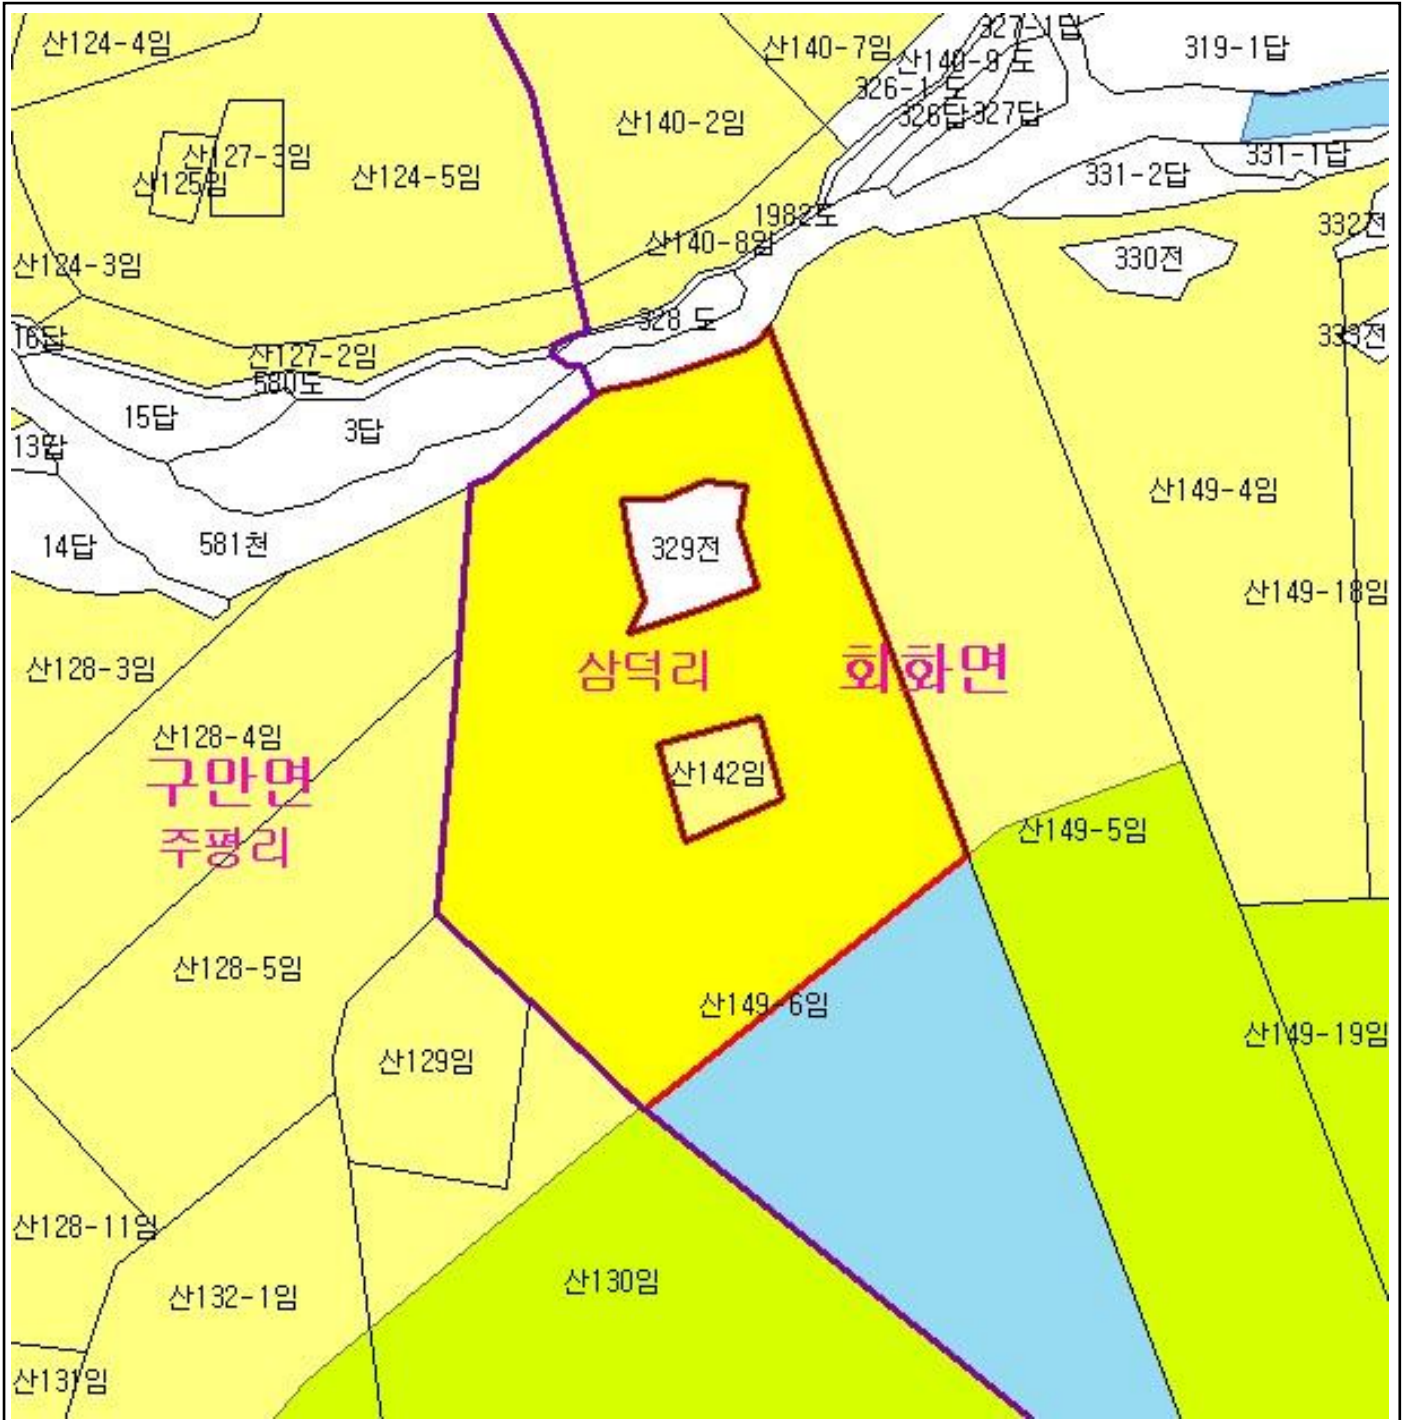 산124-4임
산140-7임
327-1답
319-1답
산140-9 도
326-1 도
산140-2임
326답
327답
산127-3임
산125임
산124-5임
331-2답
331-1답
1982도
332전
산140-8임
330전
산124-3임
328 도
16답
333전
산127-2임
580도
15답
3답
13답
581천
14답
산149-4임
329전
산149-18임
산128-3임
삼덕리
회화면
산128-4임
구만면
산142임
주평리
산149-5임
산128-5임
산149-6임
산149-19임
산129임
산128-11임
산130임
산132-1임
산131임